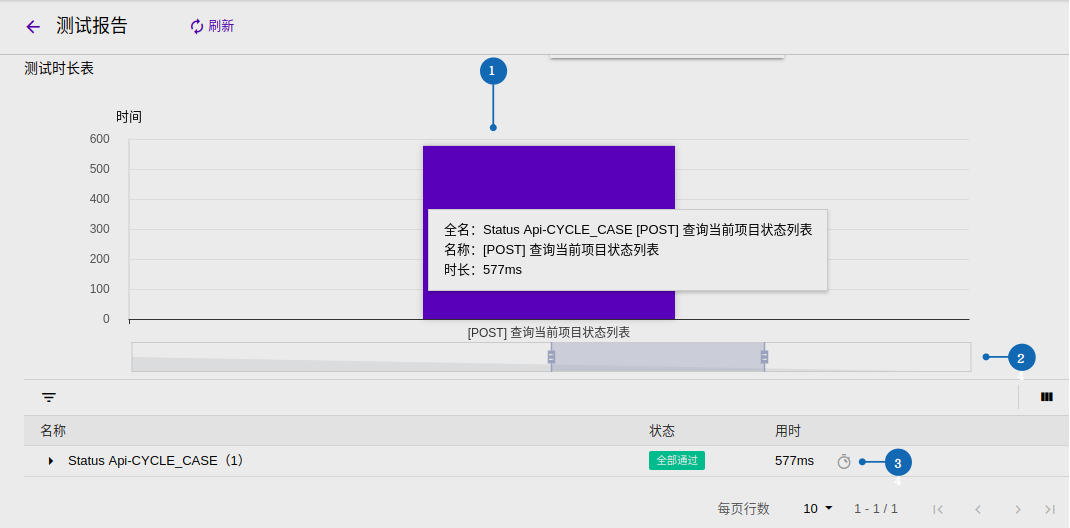 测试报告
刷新
测试时长表
1
时间
600
500
400
300
200
100
0
全名：Status Api-CYCLE_CASE [POST] 查询当前项目状态列表
名称：[POST] 查询当前项目状态列表
时长：577ms
[POST] 查询当前项目状态列表
2
名称 状态 用时
Status Api-CYCLE_CASE（1） 全部通过 577ms
3
4
每页行数 10 1 - 1 / 1